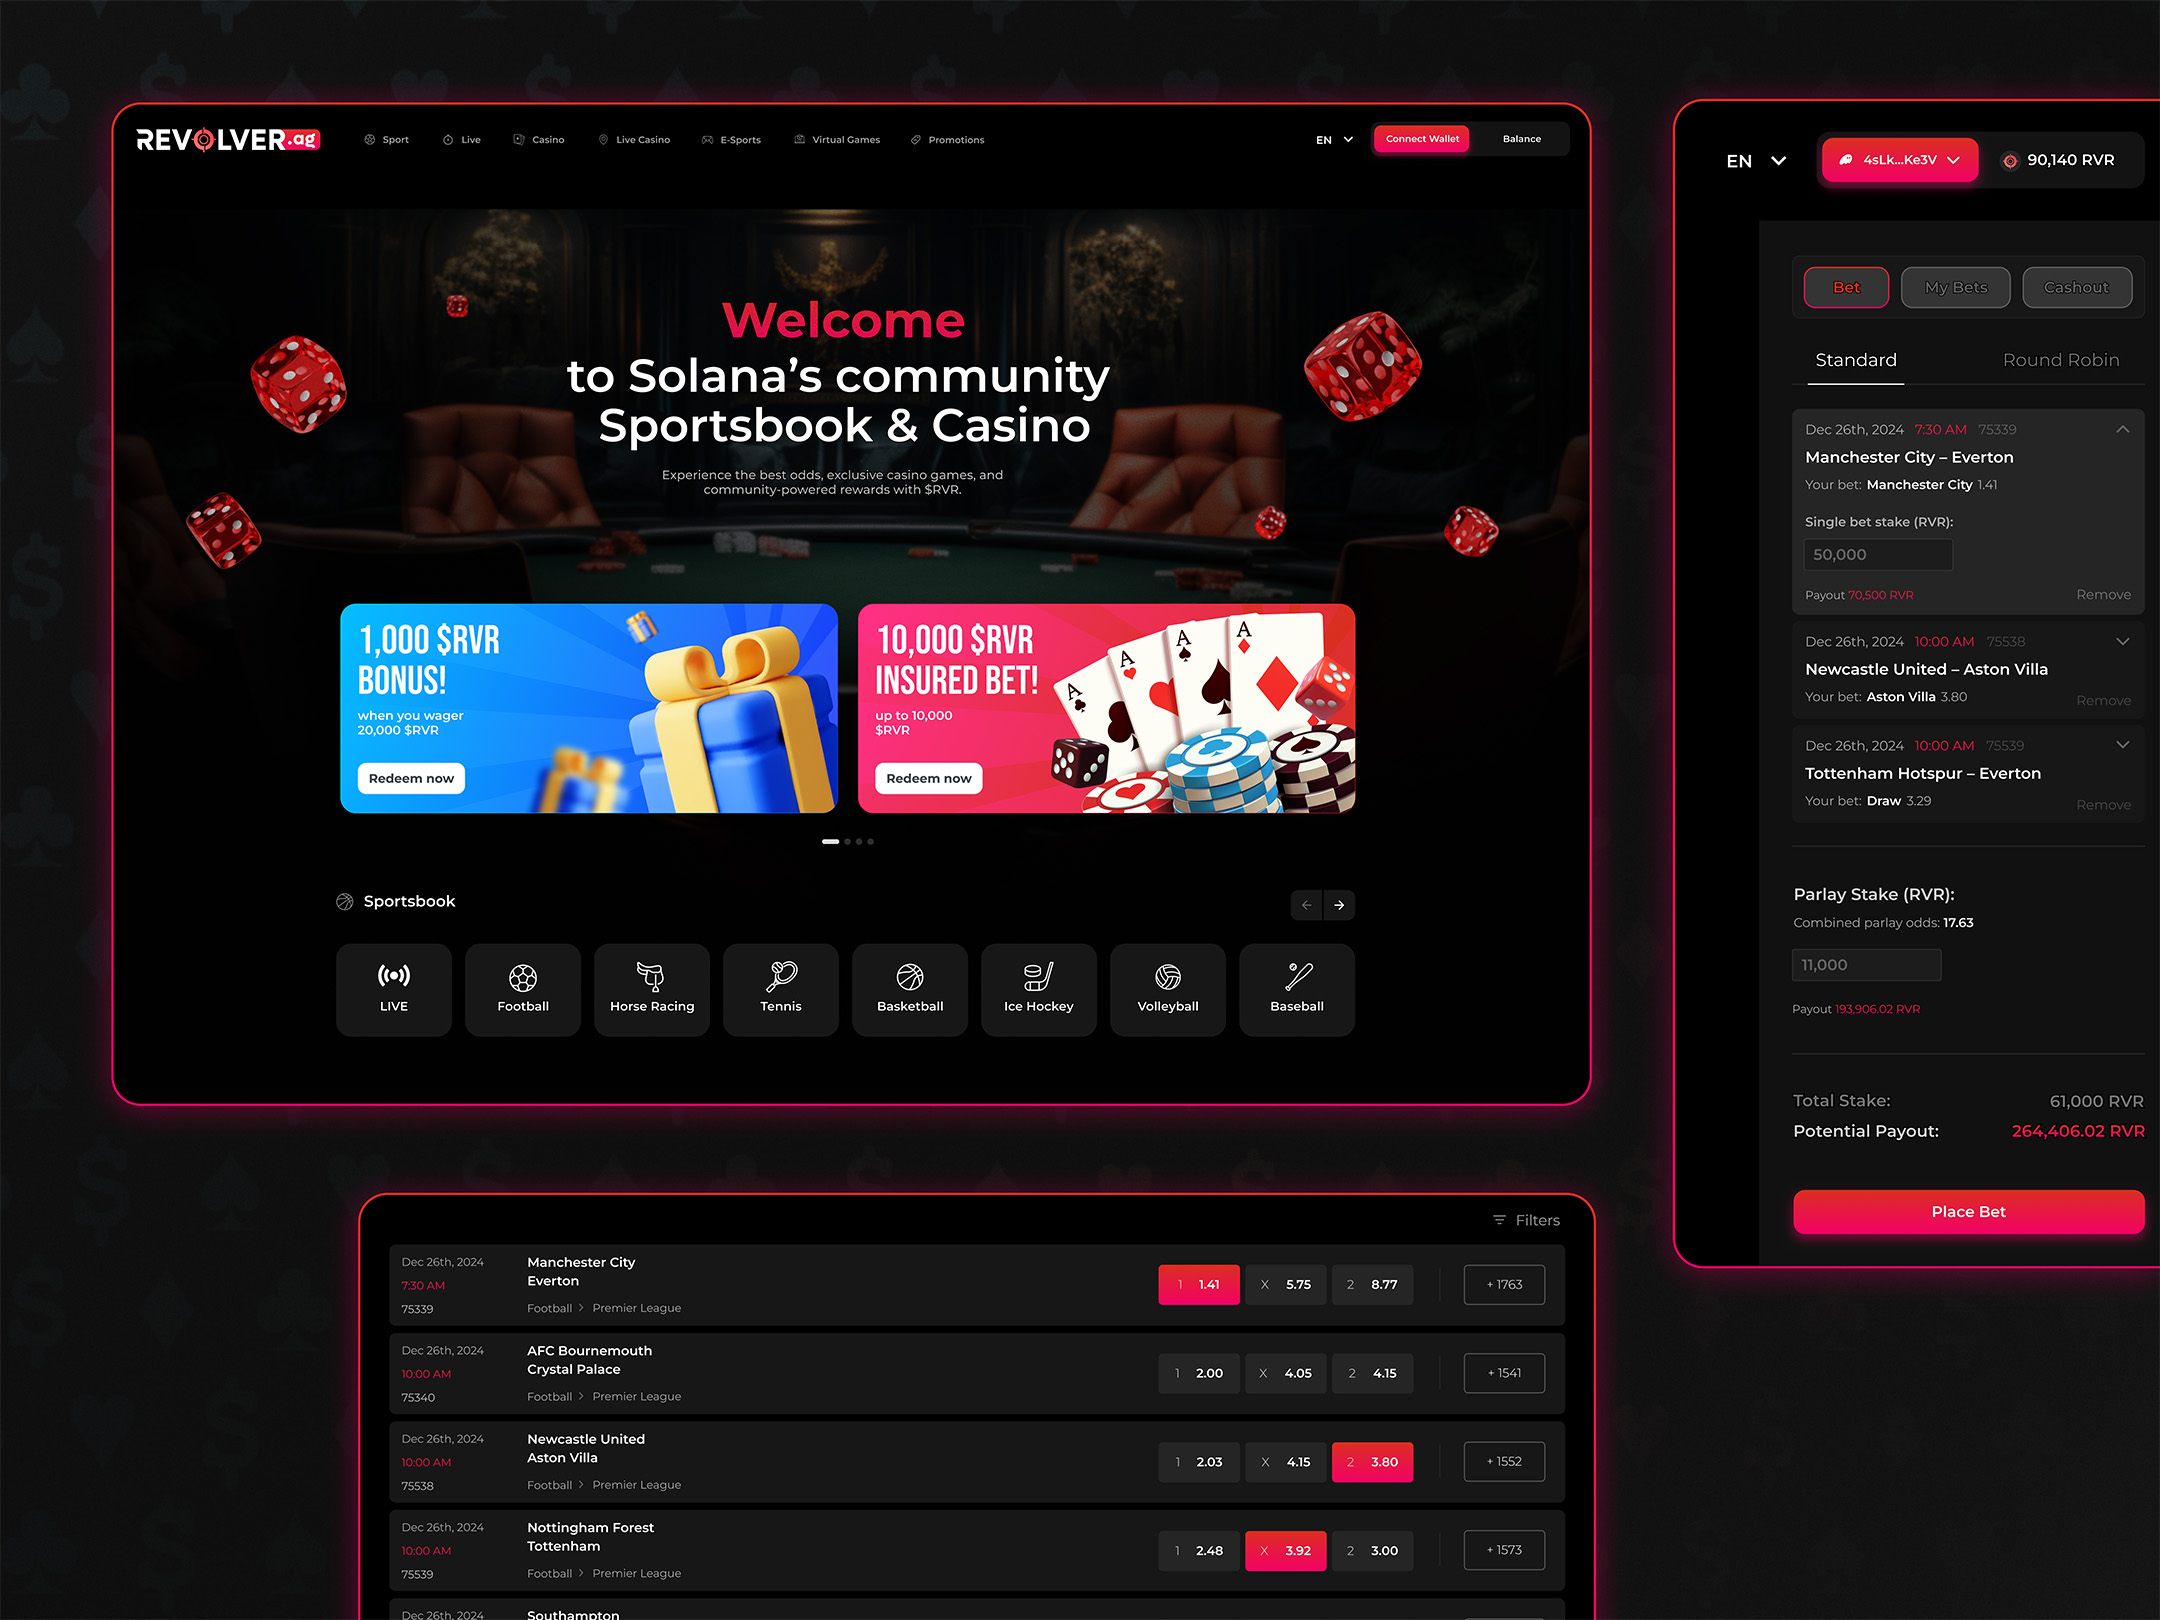 REVOLVER.ag
Sport
Live
Casino
Live Casino
E-Sports
Virtual Games
Promotions
EN
Connect Wallet
Balance
Welcome
to Solana's community
Sportsbook & Casino
Experience the best odds, exclusive casino games, and
community-powered rewards with $RVR.
1,000 $RVR
BONUS!
when you wager
20,000 $RVR
Redeem now
10,000 $RVR
INSURED BET!
up to 10,000
$RVR
Redeem now
A
A
A
A
Sportsbook
LIVE
Football
Horse Racing
Tennis
Basketball
Ice Hockey
Volleyball
Baseball
EN
4sLk...Ke3V
90,140 RVR
Bet
My Bets
Cashout
Standard
Round Robin
Dec 26th, 2024 7:30 AM 75339
Manchester City – Everton
Your bet: Manchester City 1.41
Single bet stake (RVR):
50,000
Payout 70,500 RVR
Remove
Dec 26th, 2024 10:00 AM 75538
Newcastle United – Aston Villa
Your bet: Aston Villa 3.80
Remove
Dec 26th, 2024 10:00 AM 75539
Tottenham Hotspur – Everton
Your bet: Draw 3.29
Remove
Parlay Stake (RVR):
Combined parlay odds: 17.63
11,000
Payout 193,906.02 RVR
Total Stake: 61,000 RVR
Potential Payout: 264,406.02 RVR
Place Bet
Filters
Dec 26th, 2024
7:30 AM
75339
Manchester City
Everton
Football > Premier League
1 1.41
X 5.75
2 8.77
+ 1763
Dec 26th, 2024
10:00 AM
75340
AFC Bournemouth
Crystal Palace
Football > Premier League
1 2.00
X 4.05
2 4.15
+ 1541
Dec 26th, 2024
10:00 AM
75538
Newcastle United
Aston Villa
Football > Premier League
1 2.03
X 4.15
2 3.80
+ 1552
Dec 26th, 2024
10:00 AM
75539
Nottingham Forest
Tottenham
Football > Premier League
1 2.48
X 3.92
2 3.00
+ 1573
Dec 26th, 2024
Southampton